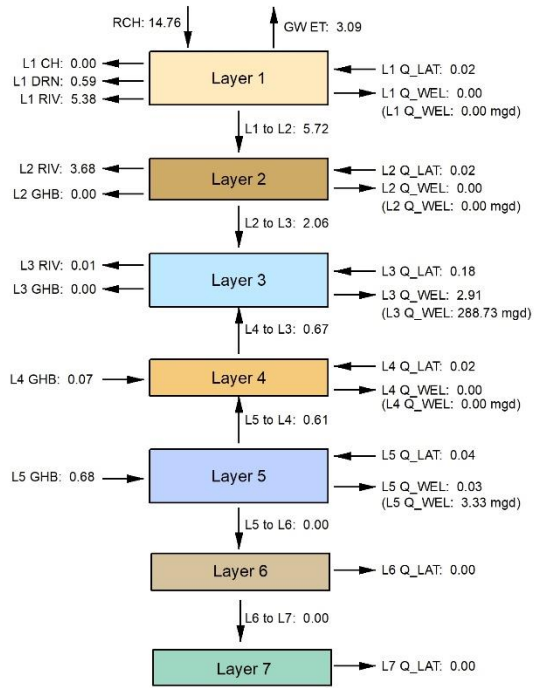 RCH: 14.76
GW ET: 3.09
L1 CH: 0.00
L1 DRN: 0.59
L1 RIV: 5.38
Layer 1
L1 Q_LAT: 0.02
L1 Q_WEL: 0.00
(L1 Q_WEL: 0.00 mgd)
L1 to L2: 5.72
L2 RIV: 3.68
L2 GHB: 0.00
Layer 2
L2 Q_LAT: 0.02
L2 Q_WEL: 0.00
(L2 Q_WEL: 0.00 mgd)
L2 to L3: 2.06
L3 RIV: 0.01
L3 GHB: 0.00
Layer 3
L3 Q_LAT: 0.18
L3 Q_WEL: 2.91
(L3 Q_WEL: 288.73 mgd)
L4 to L3: 0.67
L4 GHB: 0.07
Layer 4
L4 Q_LAT: 0.02
L4 Q_WEL: 0.00
(L4 Q_WEL: 0.00 mgd)
L5 to L4: 0.61
L5 GHB: 0.68
Layer 5
L5 Q_LAT: 0.04
L5 Q_WEL: 0.03
(L5 Q_WEL: 3.33 mgd)
L5 to L6: 0.00
Layer 6
L6 Q_LAT: 0.00
L6 to L7: 0.00
Layer 7
L7 Q_LAT: 0.00